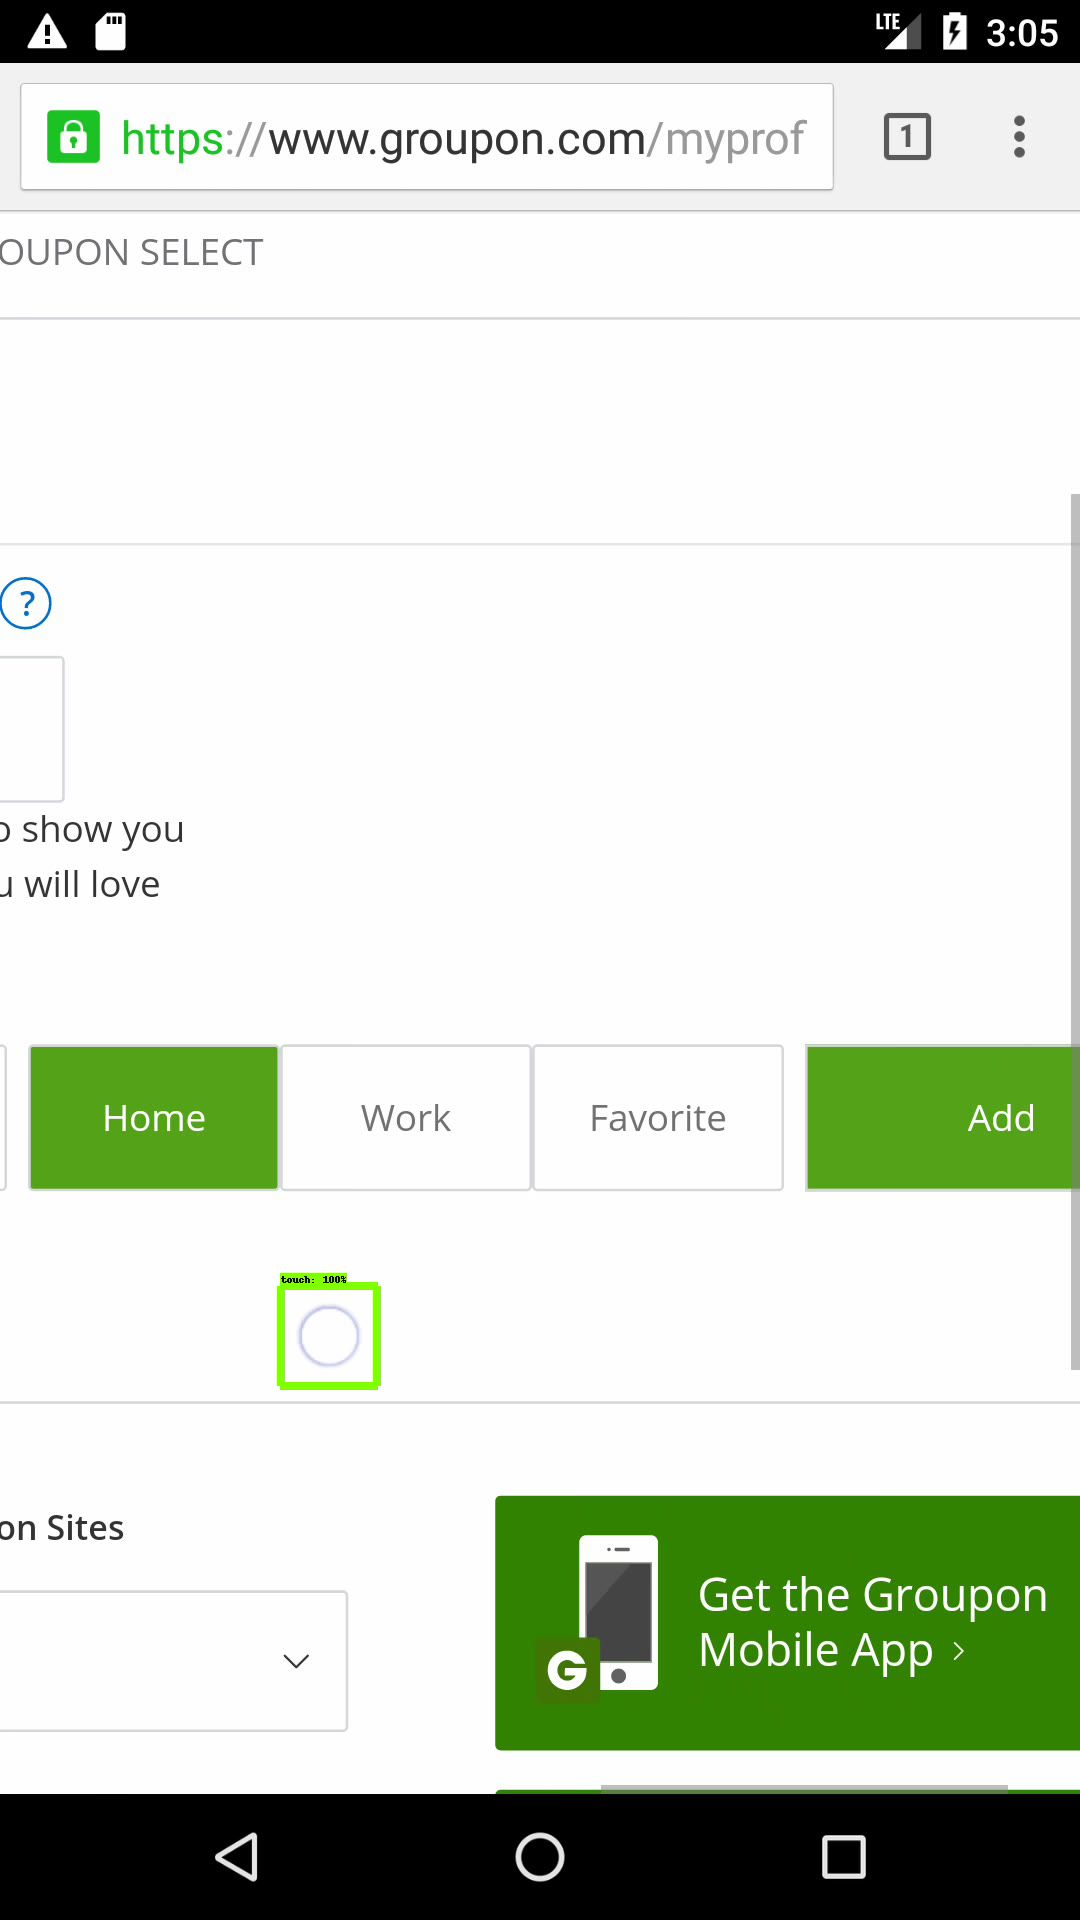 LTE 3:05
https://www.groupon.com/myprof 1
OUPON SELECT
?
o show you
u will love
Home Work Favorite Add
touch: 100%
on Sites
Get the Groupon
Mobile App >
G